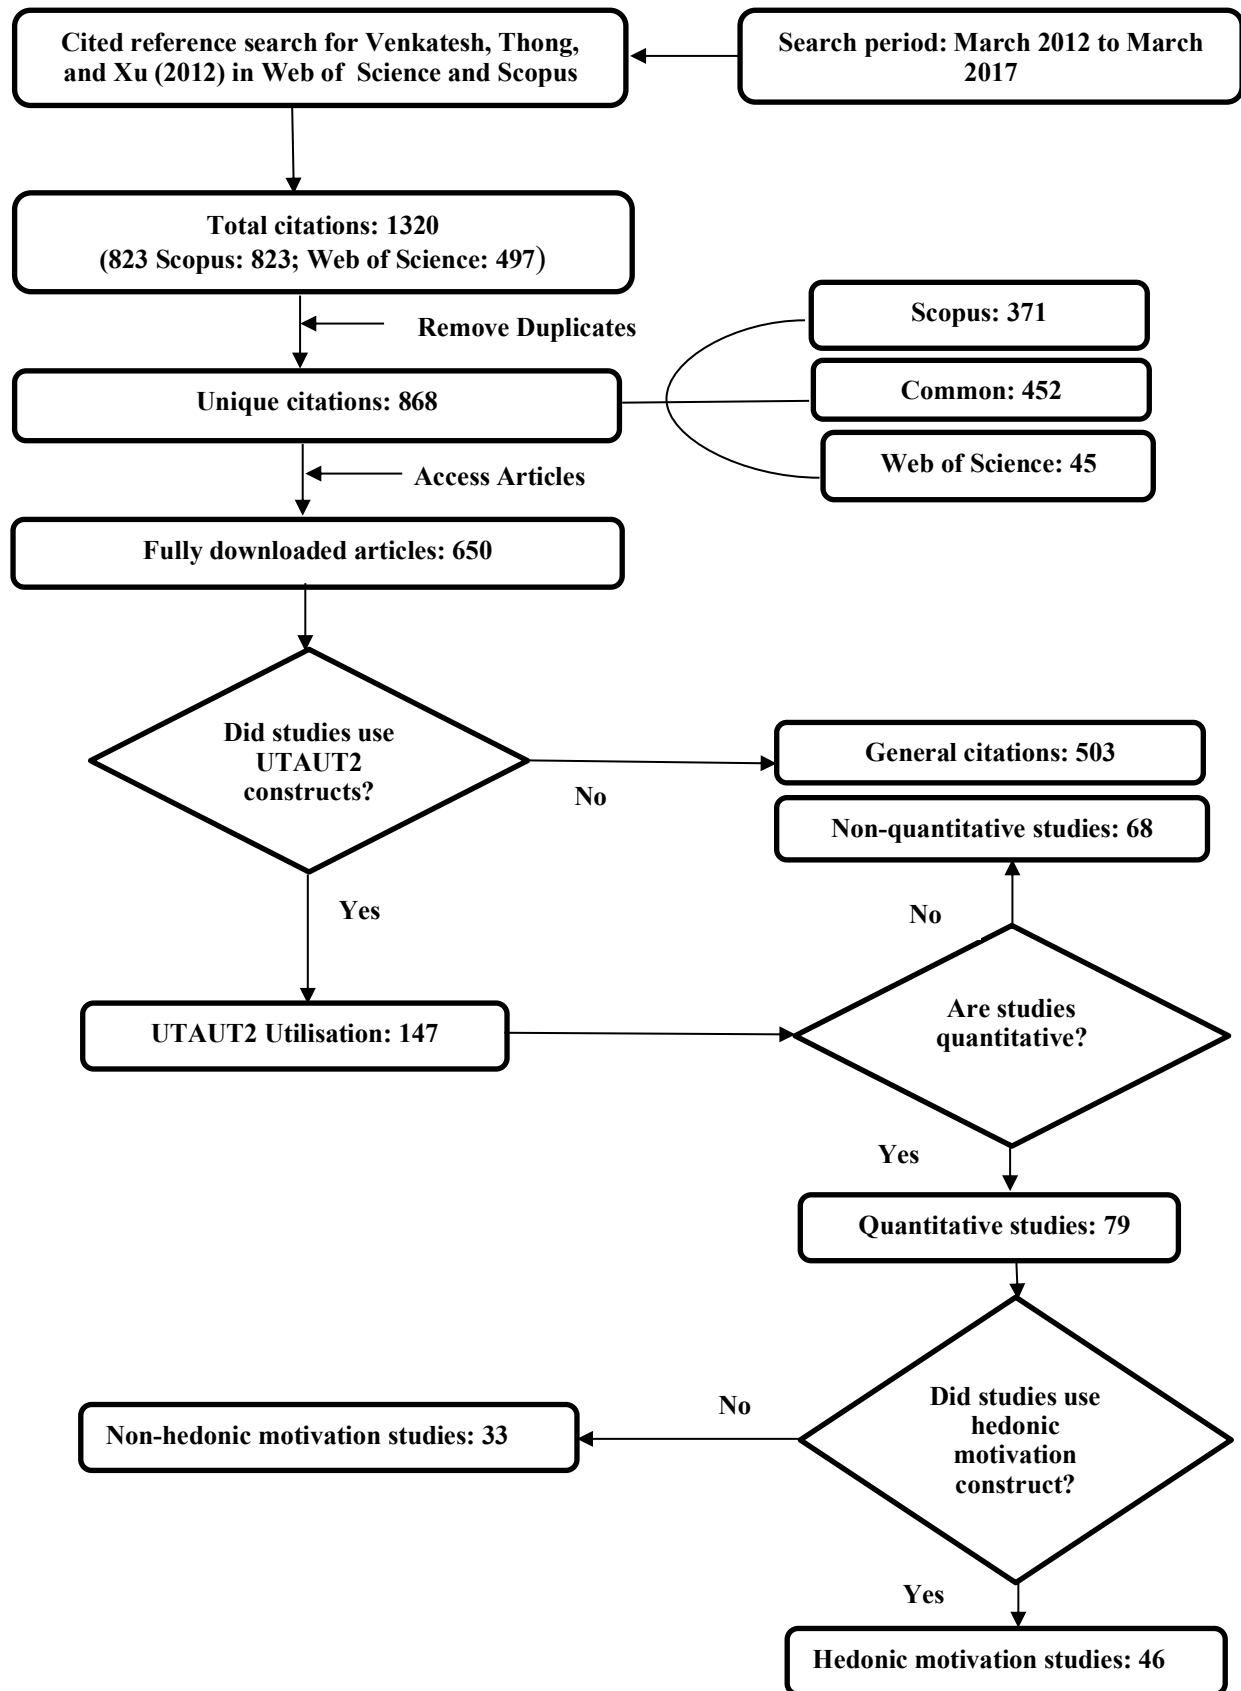 Cited reference search for Venkatesh, Thong,
and Xu (2012) in Web of Science and Scopus
Search period: March 2012 to March
2017
Total citations: 1320
(823 Scopus: 823; Web of Science: 497)
Remove Duplicates
Unique citations: 868
Scopus: 371
Common: 452
Web of Science: 45
Access Articles
Fully downloaded articles: 650
Did studies use
UTAUT2
constructs?
No
General citations: 503
Non-quantitative studies: 68
Yes
No
UTAUT2 Utilisation: 147
Are studies
quantitative?
Yes
Quantitative studies: 79
Did studies use
hedonic
motivation
construct?
No
Non-hedonic motivation studies: 33
Yes
Hedonic motivation studies: 46